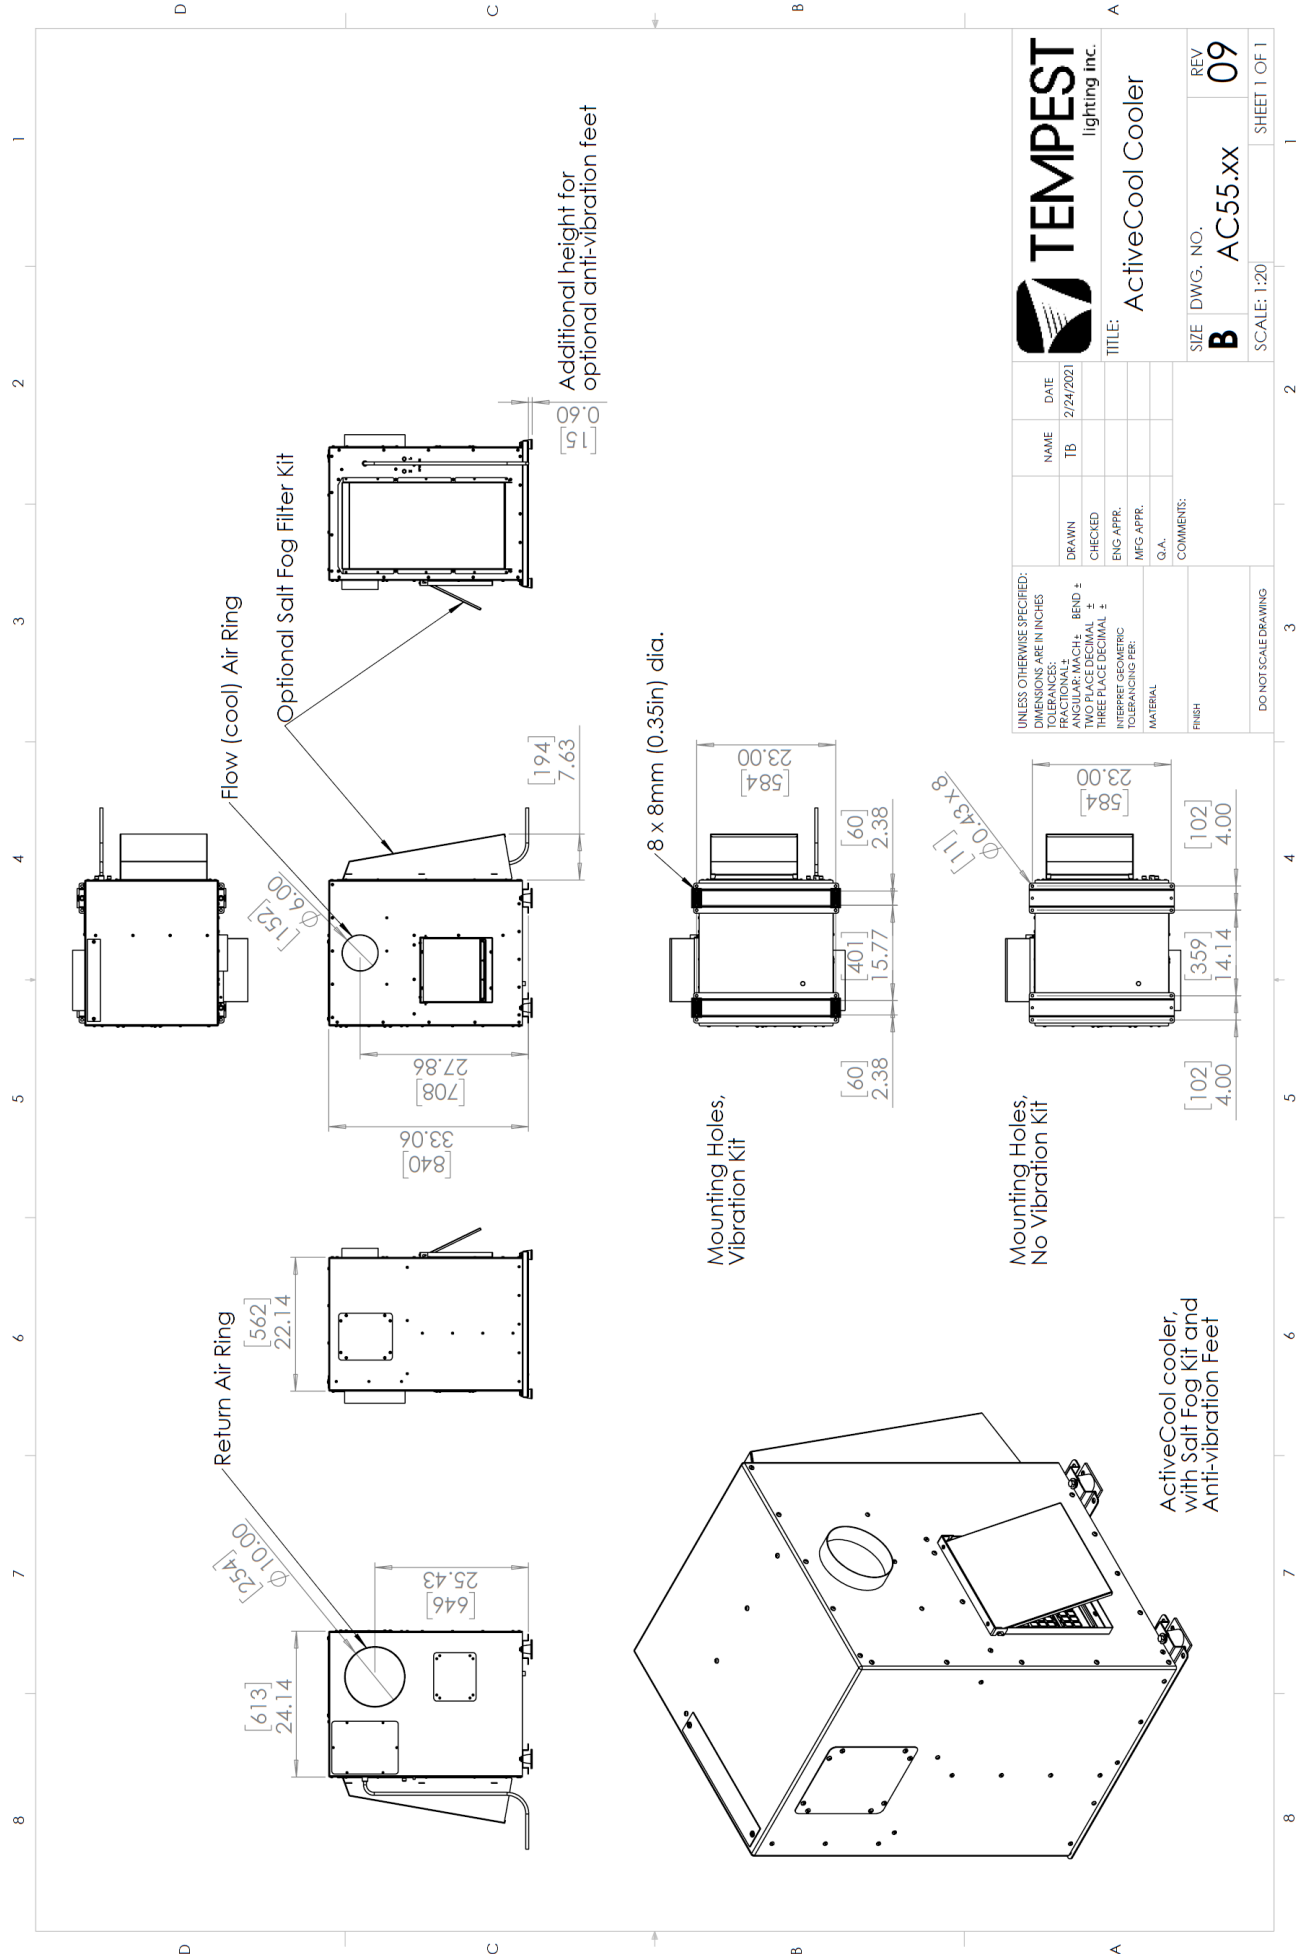 8
7
6
5
4
3
2
1
D
C
B
A
D
C
B
A
8
7
6
5
4
3
2
1
Return Air Ring
[254]
Ø10.00
[613]
24.14
25.43
[646]
[562]
22.14
Flow (cool) Air Ring
[152]
Ø6.00
33.06
[840]
27.86
[708]
[194]
7.63
Optional Salt Fog Filter Kit
0.60
[15]
Additional height for
optional anti-vibration feet
Mounting Holes,
Vibration Kit
8 x 8mm (0.35in) dia.
23.00
[584]
[60]
2.38
[401]
15.77
[60]
2.38
Mounting Holes,
No Vibration Kit
[11]
Ø0.43 x 8
23.00
[584]
[102]
4.00
[359]
14.14
[102]
4.00
ActiveCool cooler,
with Salt Fog Kit and
Anti-vibration Feet
UNLESS OTHERWISE SPECIFIED:
DIMENSIONS ARE IN INCHES
TOLERANCES:
FRACTIONAL±
ANGULAR: MACH± BEND ±
TWO PLACE DECIMAL ±
THREE PLACE DECIMAL ±
INTERPRET GEOMETRIC
TOLERANCING PER:
MATERIAL
FINISH
DO NOT SCALE DRAWING
NAME DATE
DRAWN TB 2/24/2021
CHECKED
ENG APPR.
MFG APPR.
Q.A.
COMMENTS:
TEMPEST
lighting inc.
TITLE:
ActiveCool Cooler
SIZE DWG. NO. REV
B AC55.xx 09
SCALE: 1:20 SHEET 1 OF 1